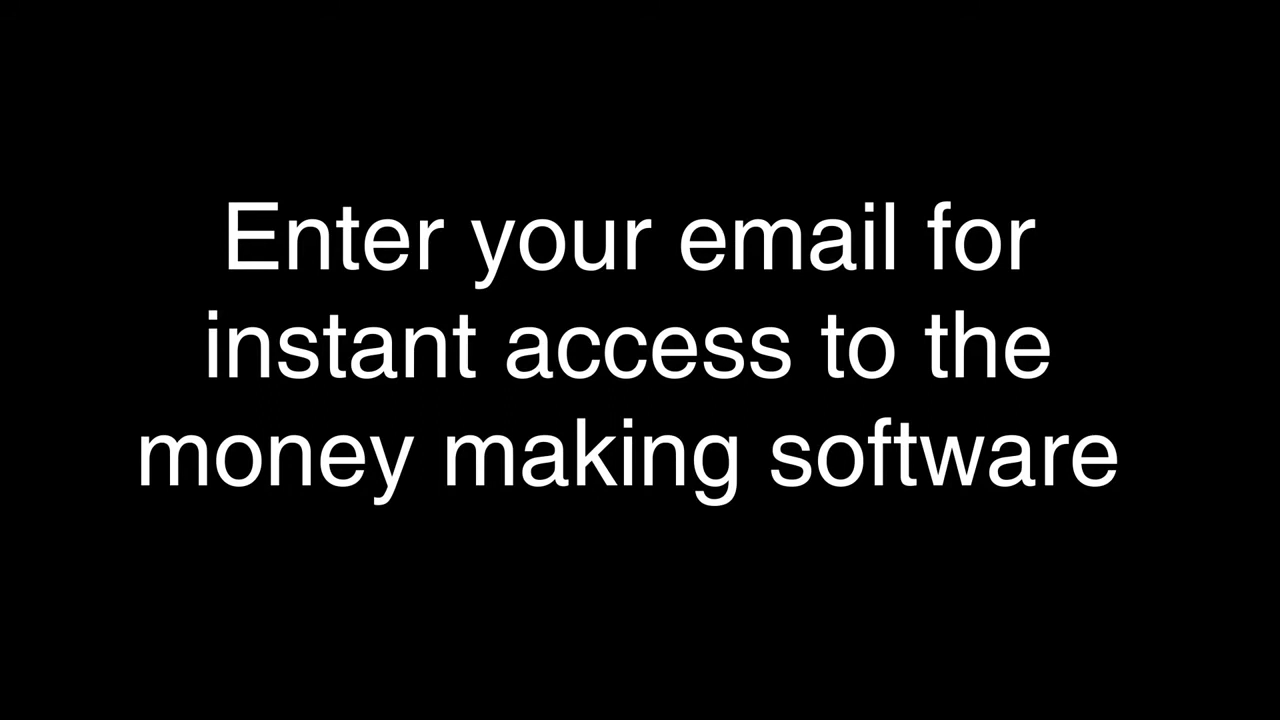 Enter your email for
instant access to the
money making software